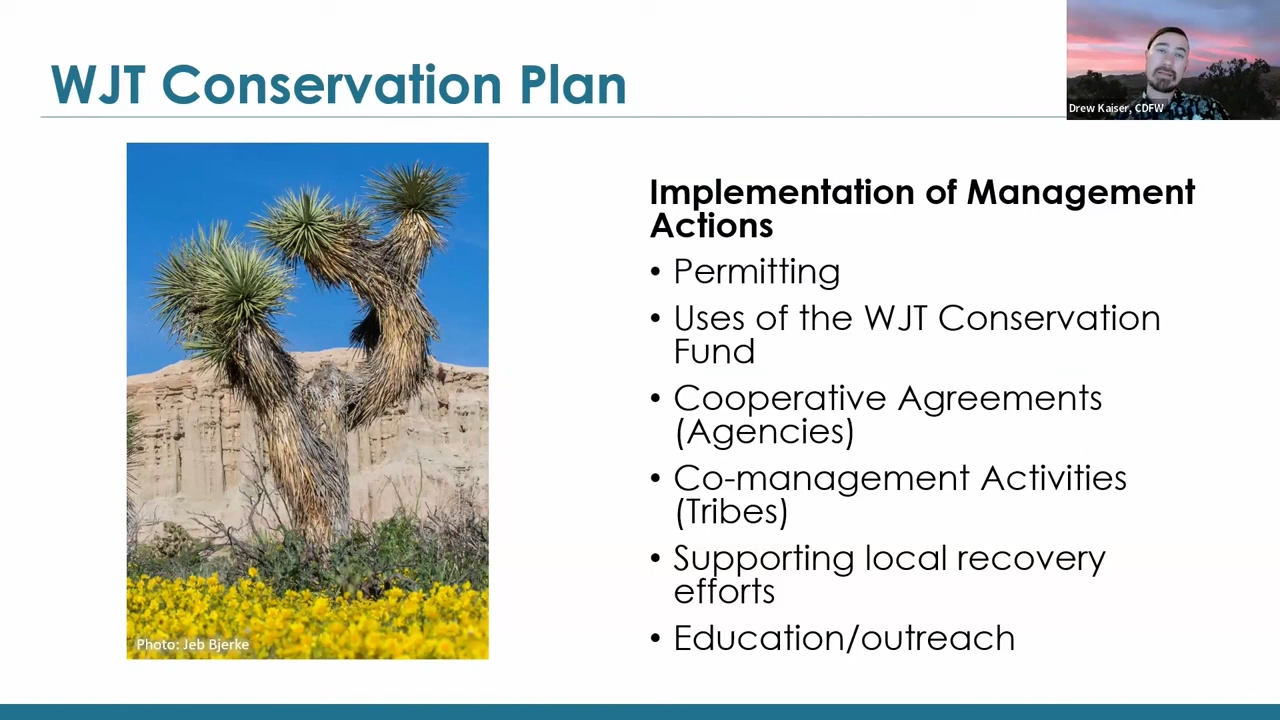 WJT Conservation Plan
Drew Kaiser, CDFW
Implementation of Management
Actions
• Permitting
• Uses of the WJT Conservation
Fund
• Cooperative Agreements
(Agencies)
• Co-management Activities
(Tribes)
• Supporting local recovery
efforts
• Education/outreach
Photo: Jeb Bjerke